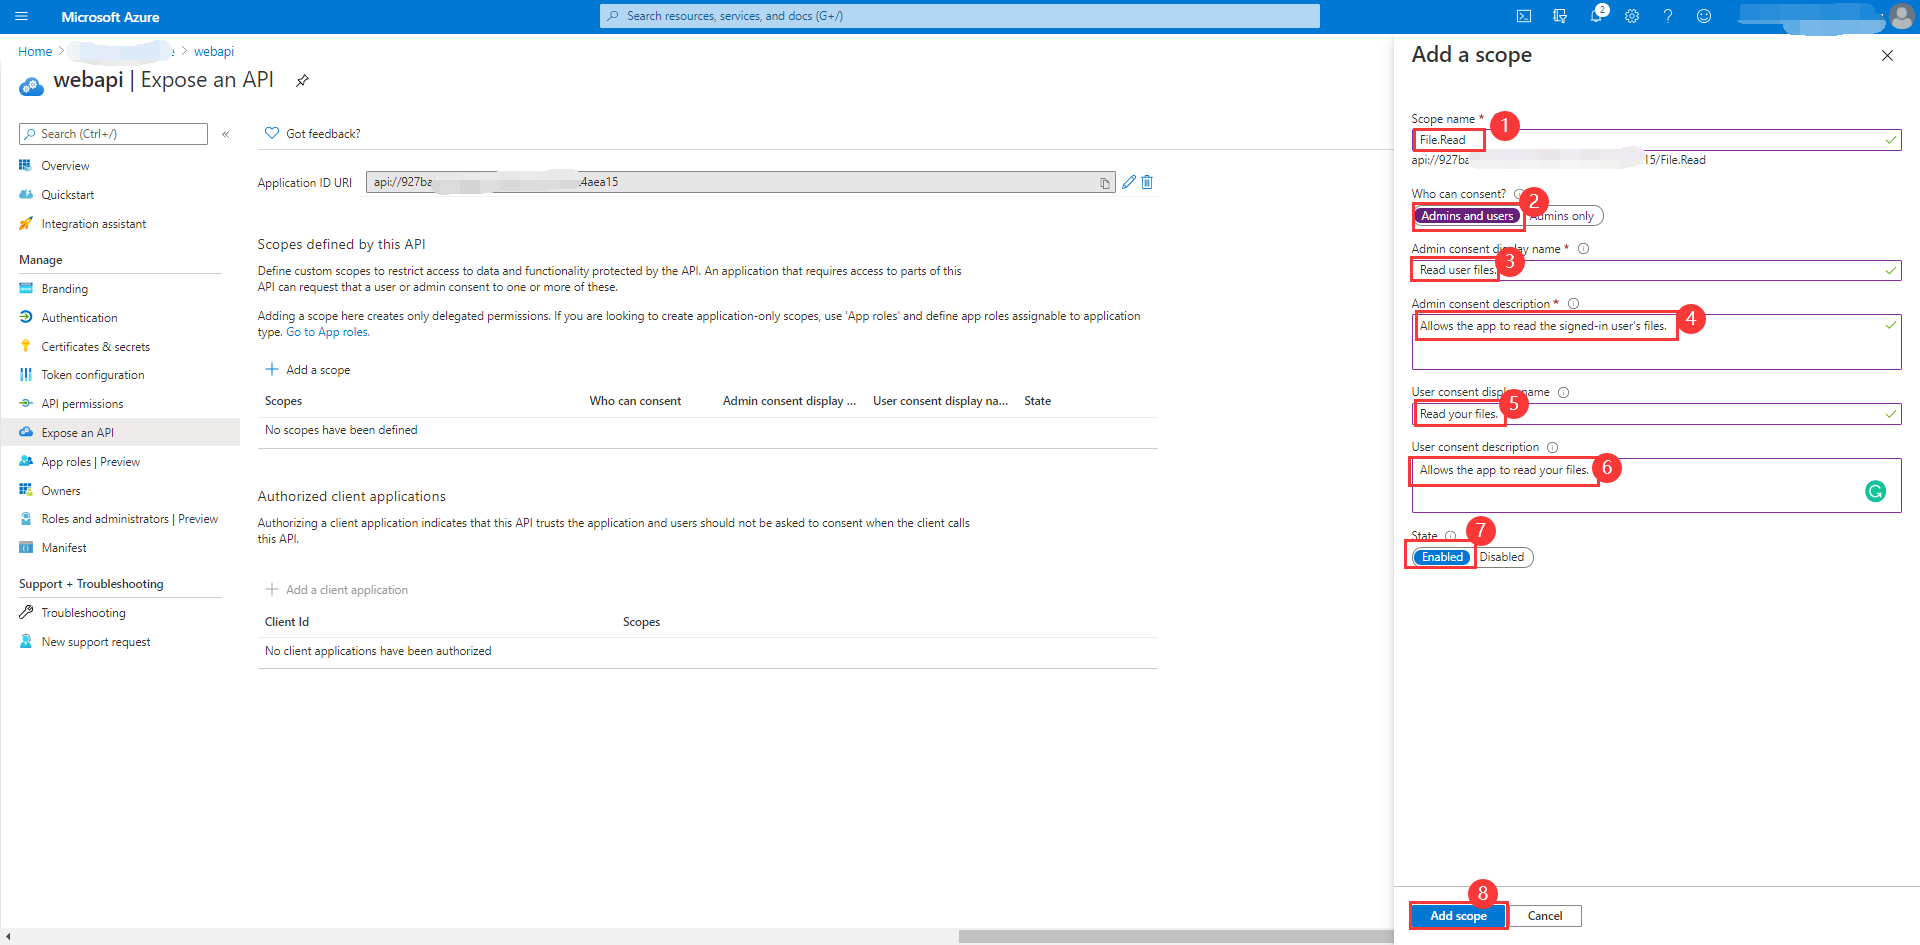 Microsoft Azure
Search resources, services, and docs (G+/)
2
Home > webapi
webapi | Expose an API
Search (Ctrl+/)
«
Overview
Quickstart
Integration assistant
Manage
Branding
Authentication
Certificates & secrets
Token configuration
API permissions
Expose an API
App roles | Preview
Owners
Roles and administrators | Preview
Manifest
Support + Troubleshooting
Troubleshooting
New support request
Got feedback?
Application ID URI
api://927ba 4aea15
Scopes defined by this API
Define custom scopes to restrict access to data and functionality protected by the API. An application that requires access to parts of this
API can request that a user or admin consent to one or more of these.
Adding a scope here creates only delegated permissions. If you are looking to create application-only scopes, use 'App roles' and define app roles assignable to application
type. Go to App roles.
Add a scope
Scopes Who can consent Admin consent display ... User consent display na... State
No scopes have been defined
Authorized client applications
Authorizing a client application indicates that this API trusts the application and users should not be asked to consent when the client calls
this API.
Add a client application
Client Id Scopes
No client applications have been authorized
Add a scope
Scope name *
1
File.Read
api://927ba 15/File.Read
Who can consent?
2
Admins and users Admins only
Admin consent display name *
3
Read user files.
Admin consent description *
4
Allows the app to read the signed-in user's files.
User consent display name
5
Read your files.
User consent description
6
Allows the app to read your files.
State
7
Enabled Disabled
8
Add scope Cancel